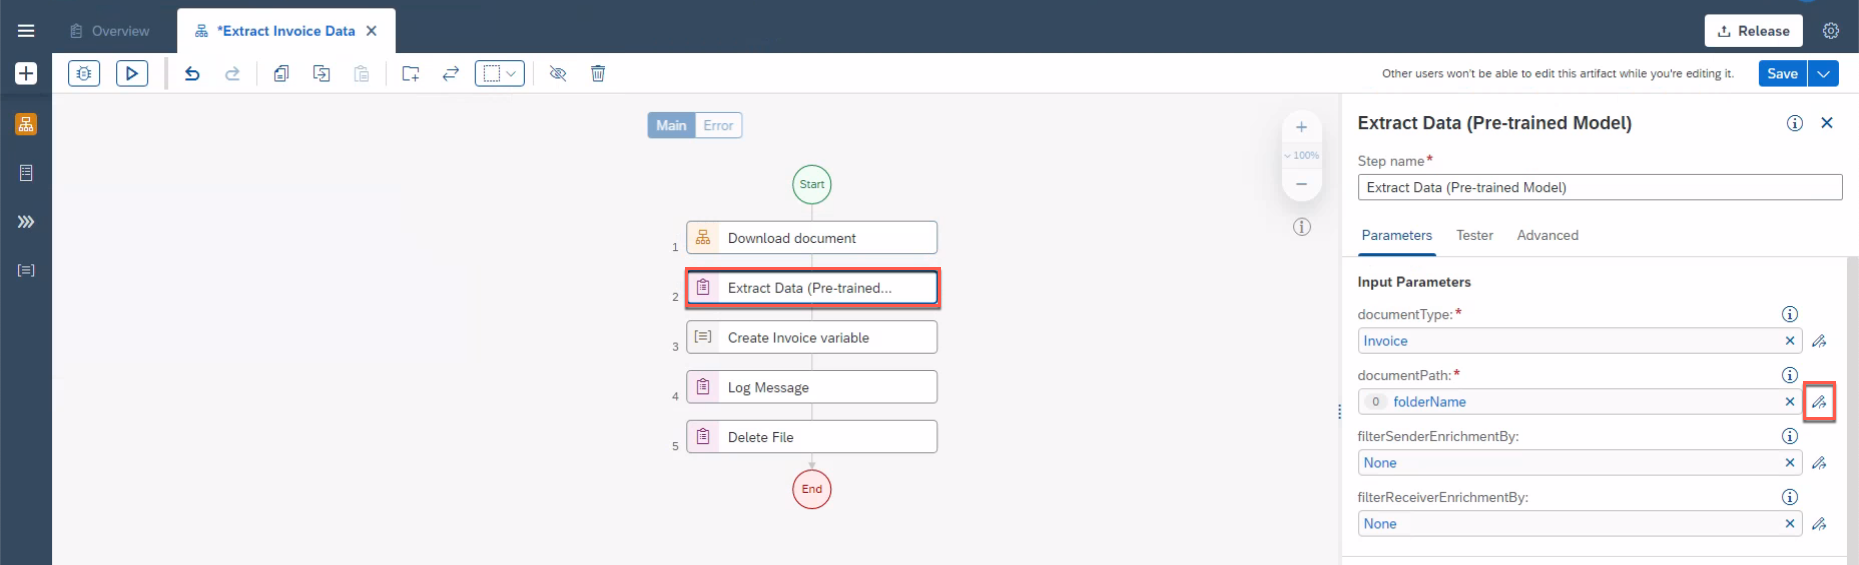 Overview
*Extract Invoice Data
Release
Other users won't be able to edit this artifact while you're editing it.
Save
Main
Error
100%
Start
1
Download document
2
Extract Data (Pre-trained...
3
Create Invoice variable
4
Log Message
5
Delete File
End
Extract Data (Pre-trained Model)
Step name*
Extract Data (Pre-trained Model)
Parameters
Tester
Advanced
Input Parameters
documentType:*
Invoice
documentPath:*
0 folderName
filterSenderEnrichmentBy:
None
filterReceiverEnrichmentBy:
None